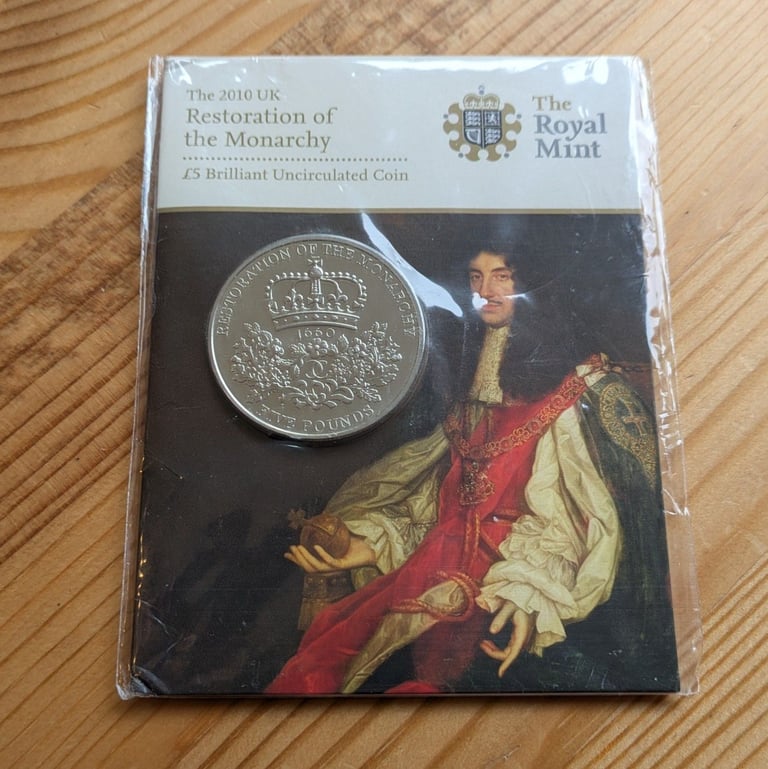 The 2010 UK
Restoration of
the Monarchy
£5 Brilliant Uncirculated Coin
The
Royal
Mint
RESTORATION OF THE MONARCHY
1660
FIVE POUNDS